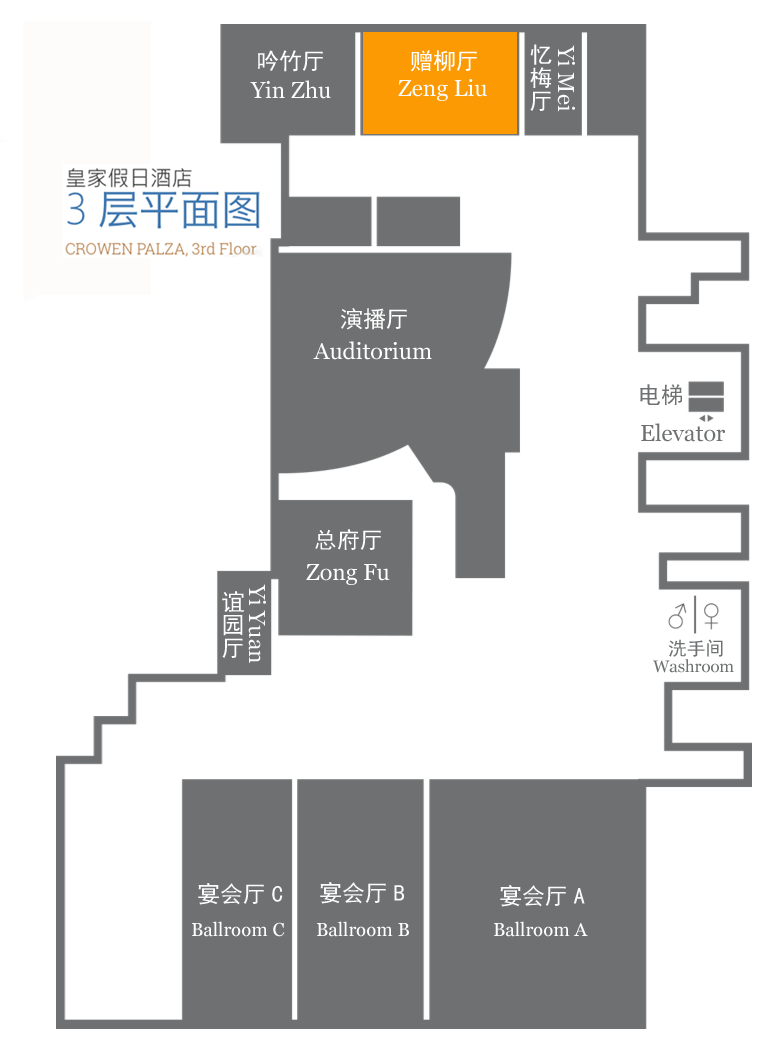 吟竹厅
Yin Zhu
赠柳厅
Zeng Liu
忆梅厅
Yi Mei
皇家假日酒店
3 层平面图
CROWEN PALZA, 3rd Floor
演播厅
Auditorium
电梯
Elevator
总府厅
Zong Fu
谊园厅
Yi Yuan
洗手间
Washroom
宴会厅 C
Ballroom C
宴会厅 B
Ballroom B
宴会厅 A
Ballroom A